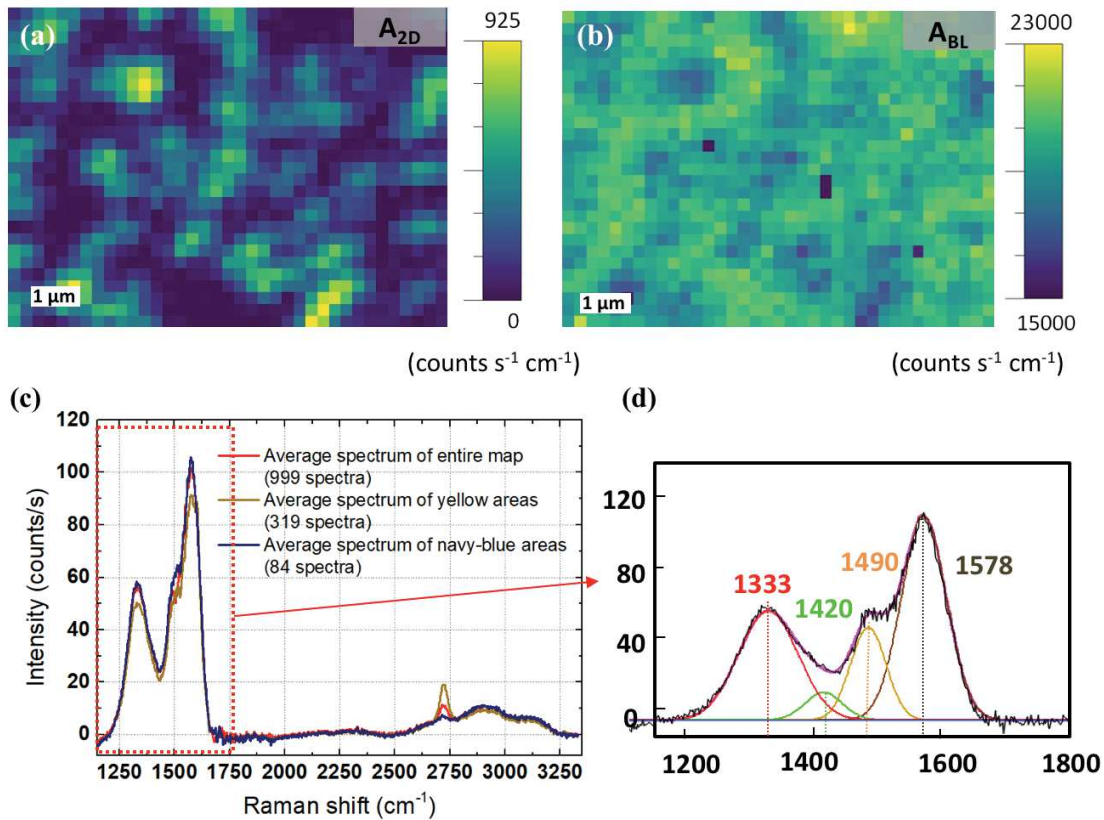 (a)
A2D
925
0
1 μm
(counts s-1 cm-1)
(b)
ABL
23000
15000
1 μm
(counts s-1 cm-1)
(c)
120
100
80
60
40
20
0
Intensity (counts/s)
Average spectrum of entire map
(999 spectra)
Average spectrum of yellow areas
(319 spectra)
Average spectrum of navy-blue areas
(84 spectra)
1250 1500 1750 2000 2250 2500 2750 3000 3250
Raman shift (cm-1)
(d)
120
80
40
0
1333
1420
1490
1578
1200 1400 1600 1800